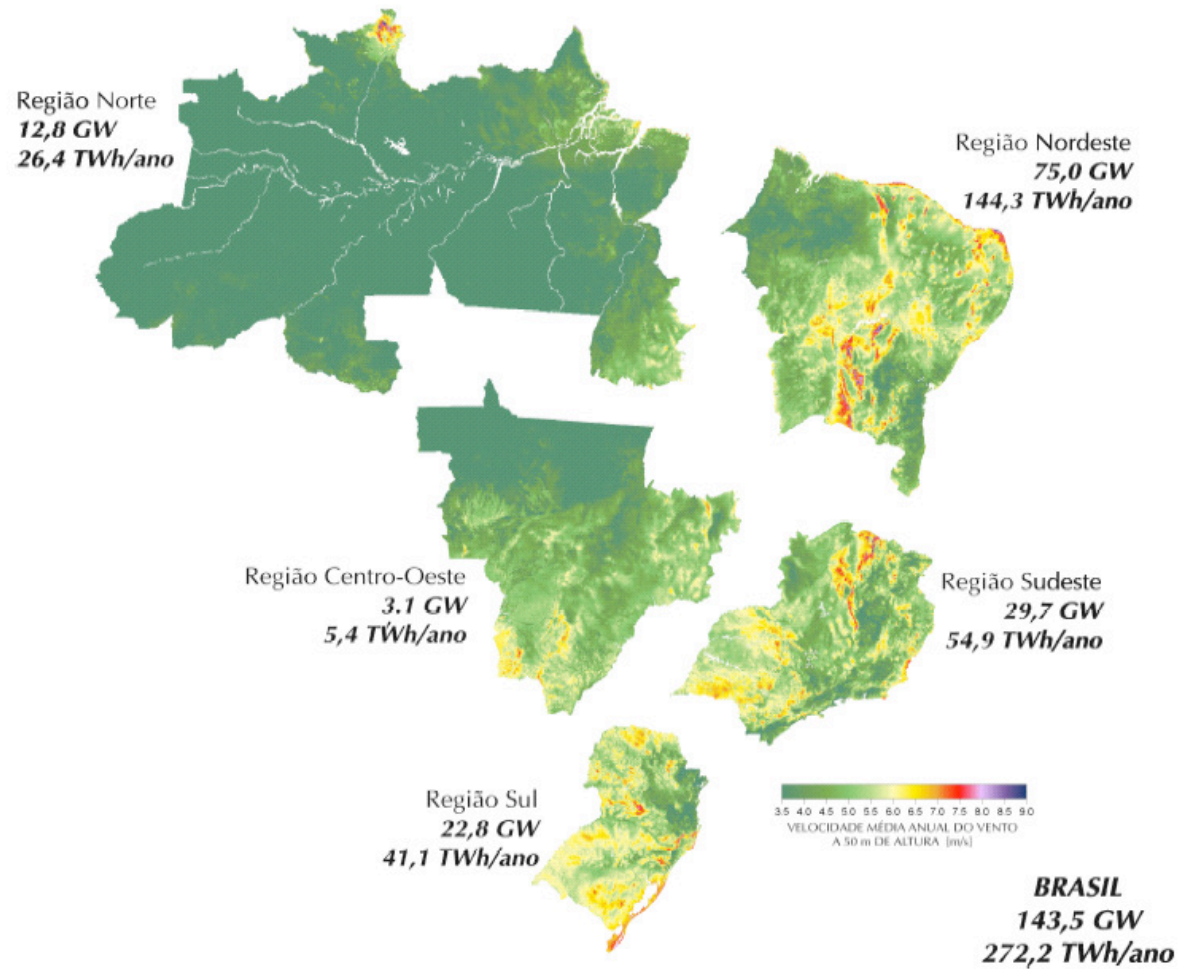 Região Norte
12,8 GW
26,4 TWh/ano
Região Nordeste
75,0 GW
144,3 TWh/ano
Região Centro-Oeste
3.1 GW
5,4 TWh/ano
Região Sudeste
29,7 GW
54,9 TWh/ano
Região Sul
22,8 GW
41,1 TWh/ano
3.5 4.0 4.5 5.0 5.5 6.0 6.5 7.0 7.5 8.0 8.5 9.0
VELOCIDADE MÉDIA ANUAL DO VENTO
A 50 m DE ALTURA [m/s]
BRASIL
143,5 GW
272,2 TWh/ano